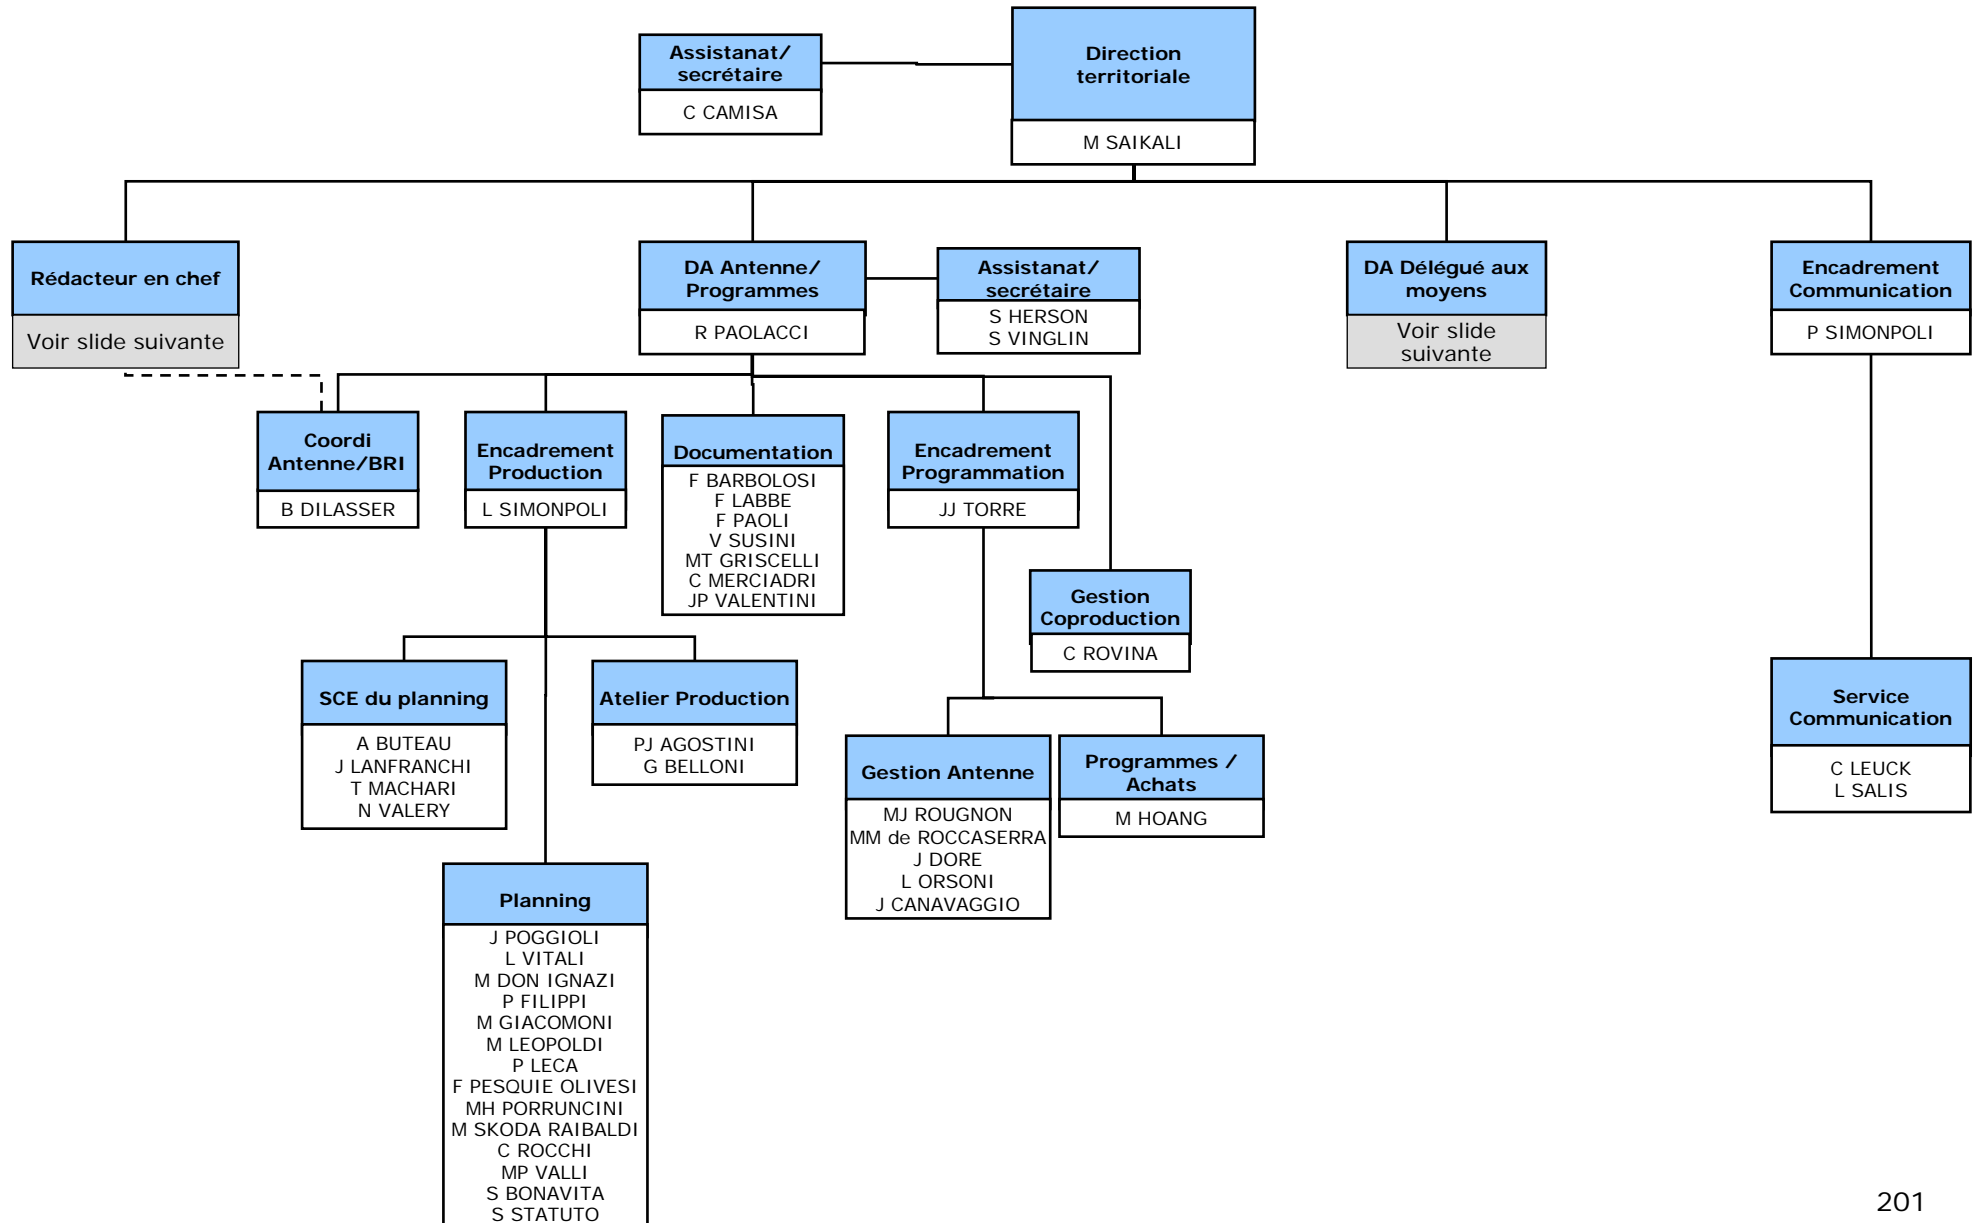 Assistanat/
secrétaire
C CAMISA
Direction
territoriale
M SAIKALI
Rédacteur en chef
Voir slide suivante
DA Antenne/
Programmes
R PAOLACCI
Assistanat/
secrétaire
S HERSON
S VINGLIN
DA Délégué aux
moyens
Voir slide
suivante
Encadrement
Communication
P SIMONPOLI
Coordi
Antenne/BRI
B DILASSER
Encadrement
Production
L SIMONPOLI
Documentation
F BARBOLOSI
F LABBE
F PAOLI
V SUSINI
MT GRISCELLI
C MERCIADRI
JP VALENTINI
Encadrement
Programmation
JJ TORRE
Gestion
Coproduction
C ROVINA
SCE du planning
A BUTEAU
J LANFRANCHI
T MACHARI
N VALERY
Atelier Production
PJ AGOSTINI
G BELLONI
Gestion Antenne
MJ ROUGNON
MM de ROCCASERRA
J DORE
L ORSONI
J CANAVAGGIO
Programmes /
Achats
M HOANG
Service
Communication
C LEUCK
L SALIS
Planning
J POGGIOLI
L VITALI
M DON IGNAZI
P FILIPPI
M GIACOMONI
M LEOPOLDI
P LECA
F PESQUIE OLIVESI
MH PORRUNCINI
M SKODA RAIBALDI
C ROCCHI
MP VALLI
S BONAVITA
S STATUTO
201